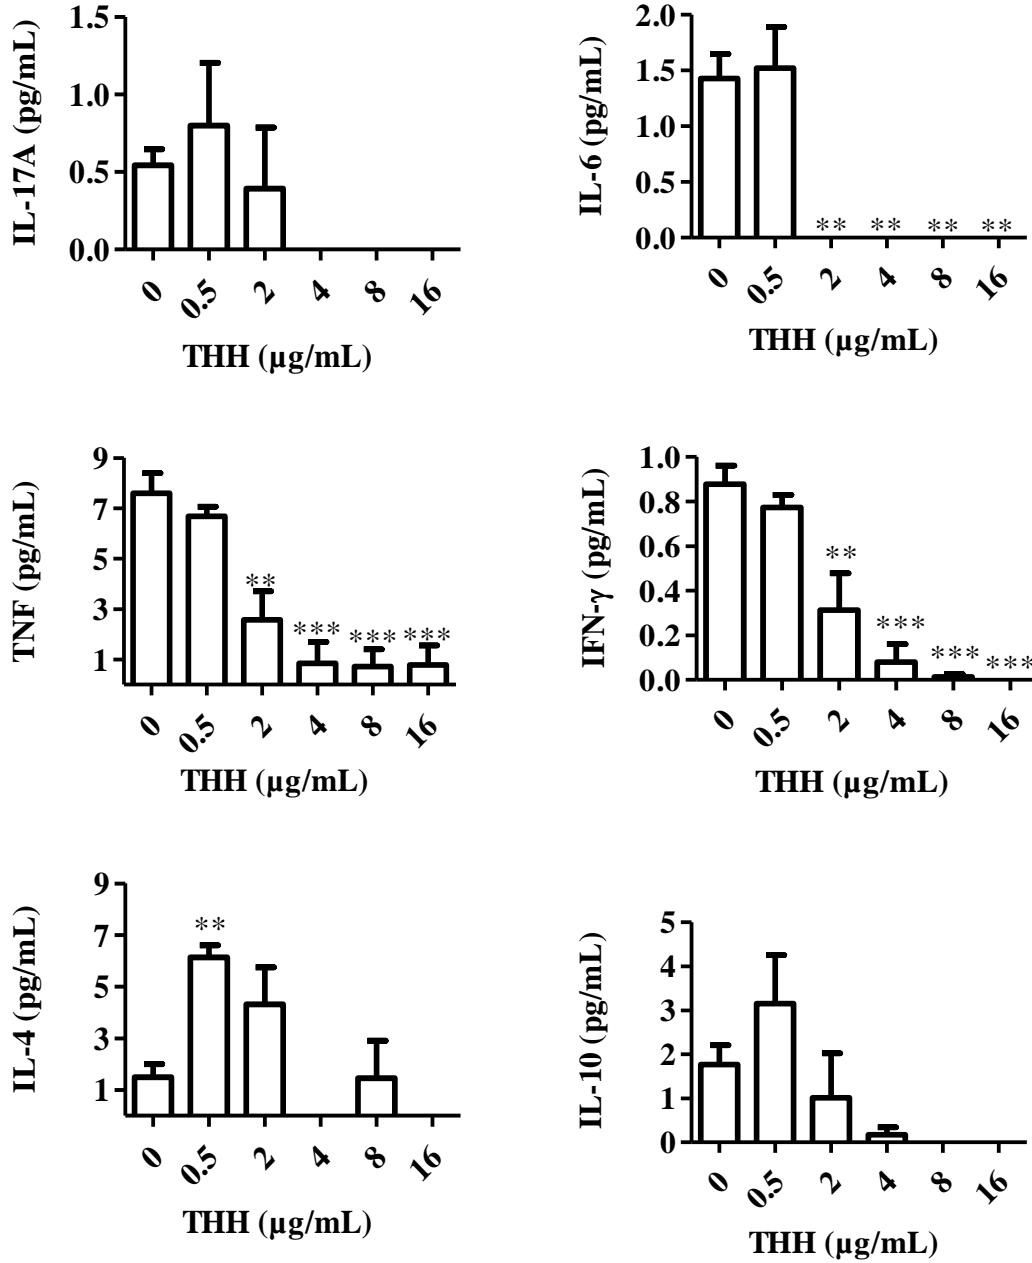 IL-17A (pg/mL)
1.5
1.0
0.5
0.0
0 0.5 2 4 8 16
THH (µg/mL)
IL-6 (pg/mL)
2.0
1.5
1.0
0.5
0.0
** ** ** **
0 0.5 2 4 8 16
THH (µg/mL)
TNF (pg/mL)
9
7
5
3
1
** *** *** ***
0 0.5 2 4 8 16
THH (µg/mL)
IFN-γ (pg/mL)
1.0
0.8
0.6
0.4
0.2
0.0
** *** *** ***
0 0.5 2 4 8 16
THH (µg/mL)
IL-4 (pg/mL)
9
7
5
3
1
**
0 0.5 2 4 8 16
THH (µg/mL)
IL-10 (pg/mL)
5
4
3
2
1
0
0 0.5 2 4 8 16
THH (µg/mL)